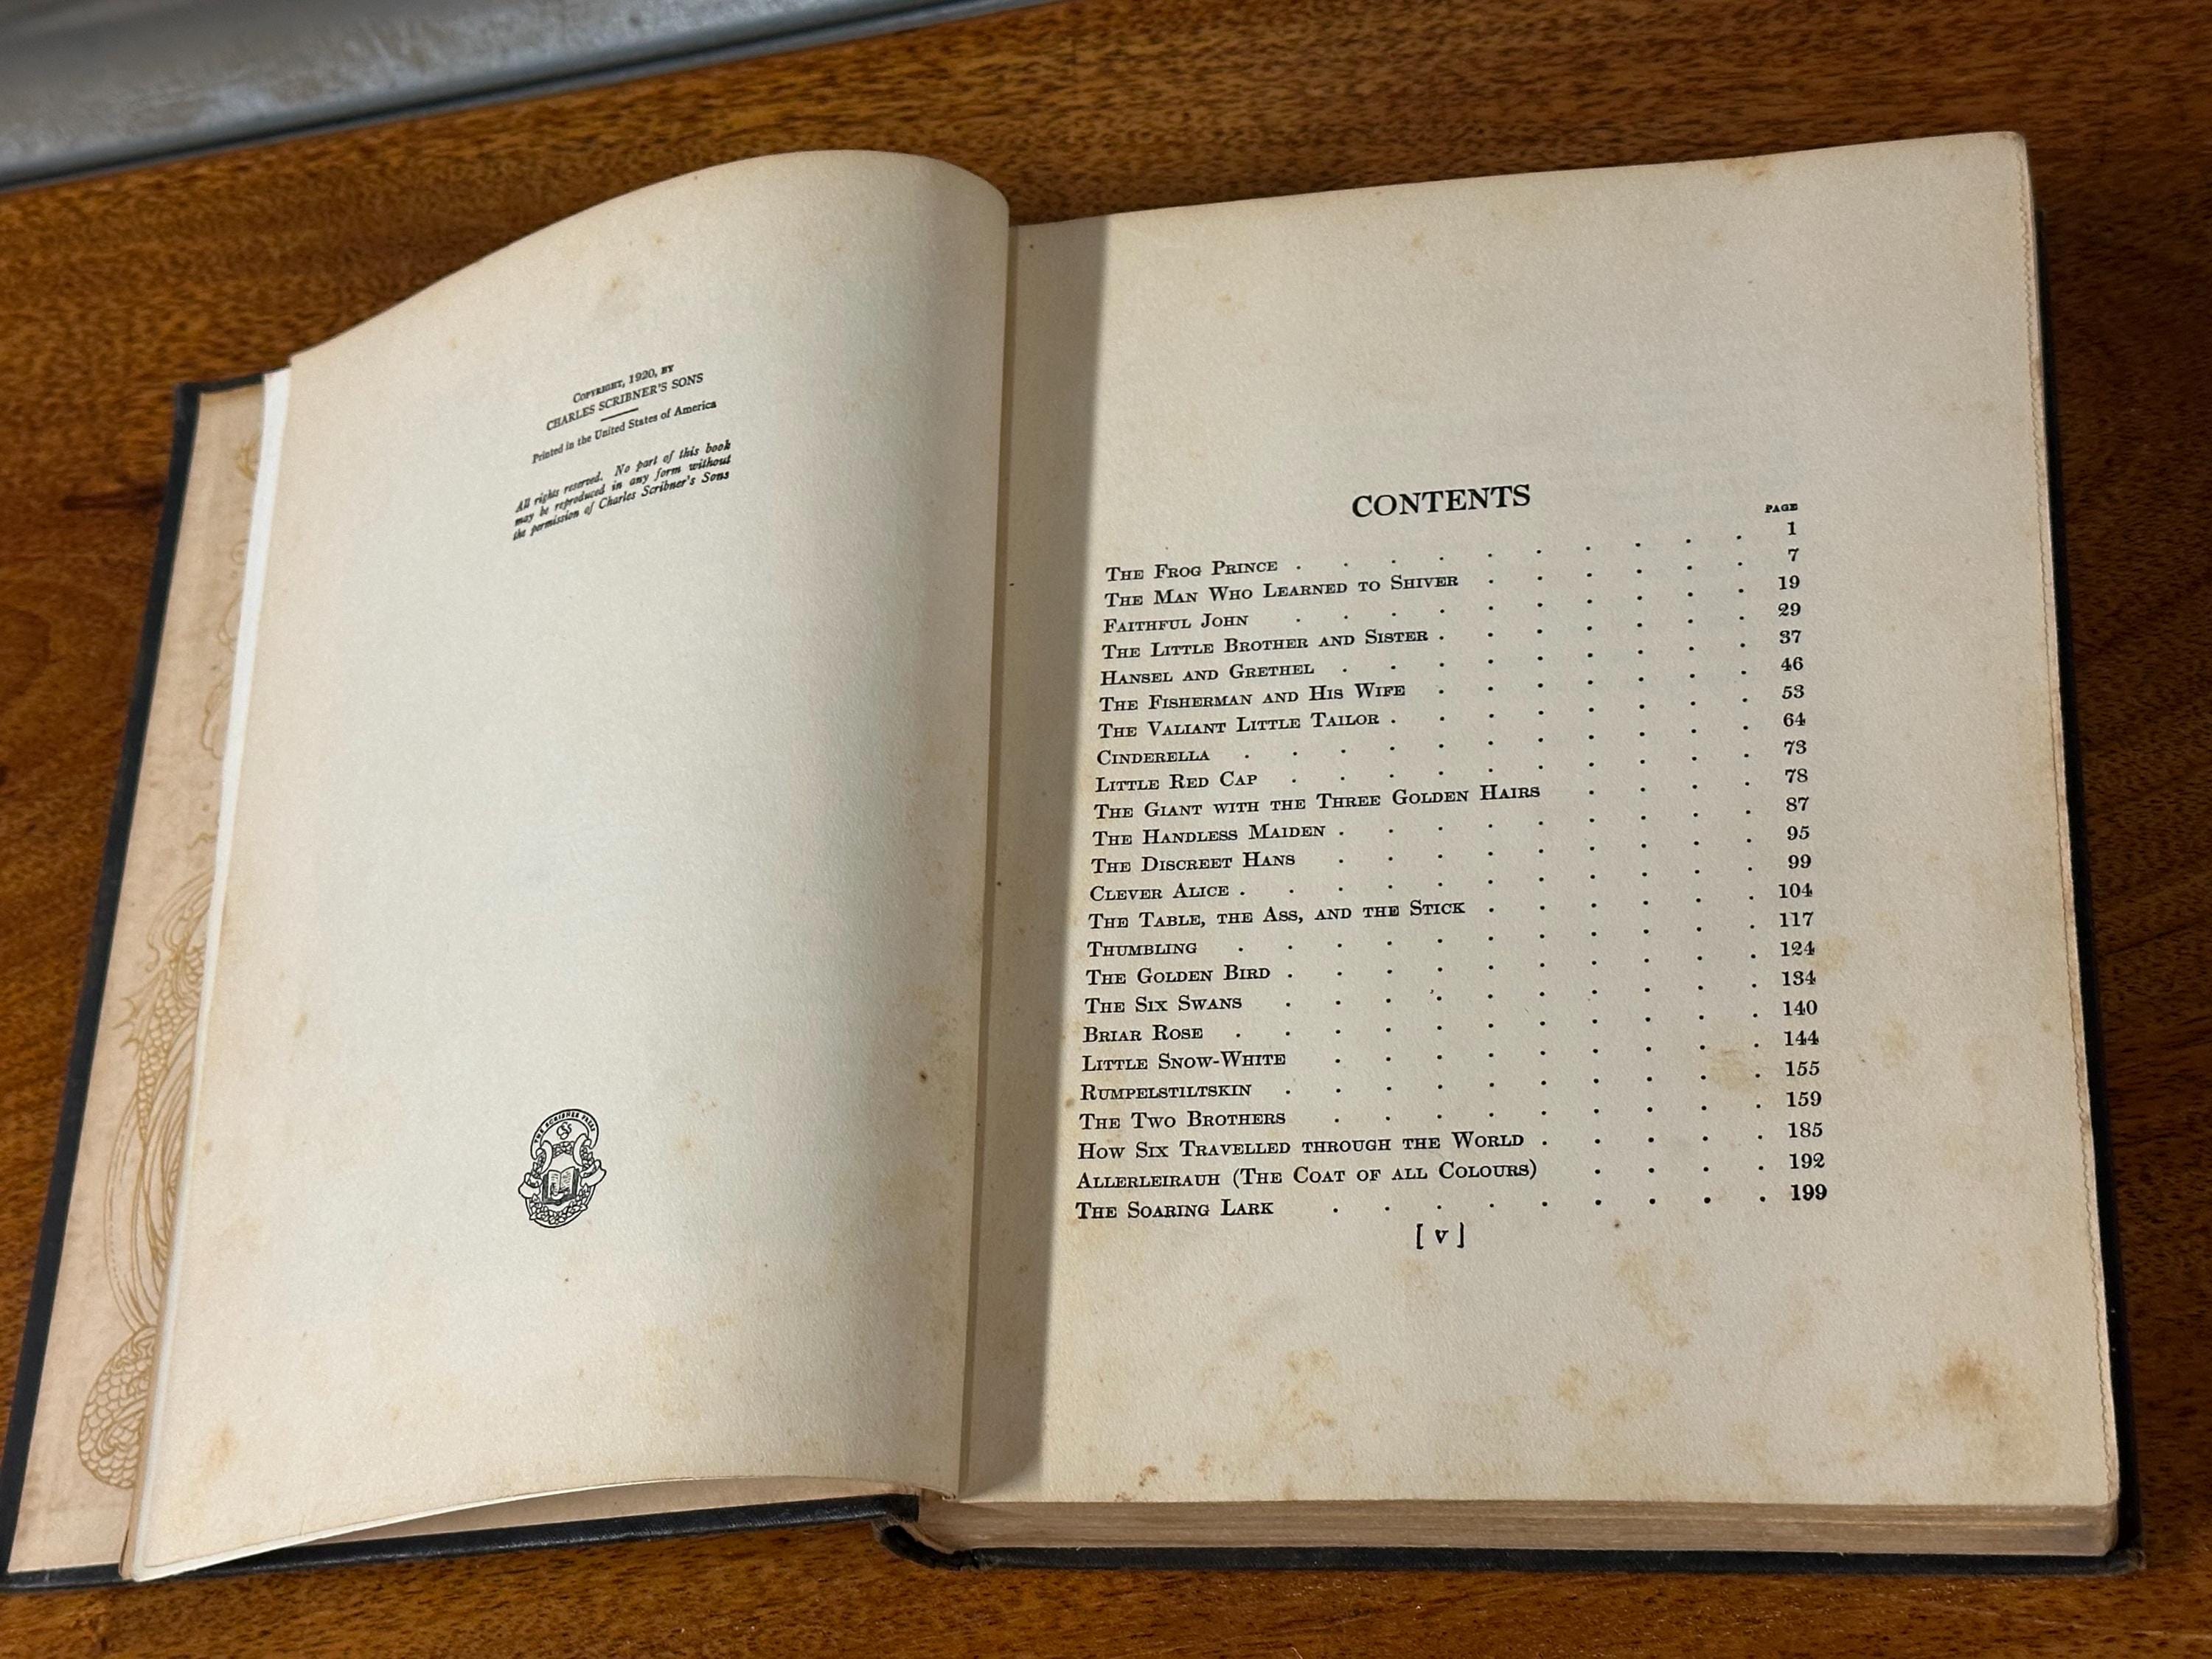 COPYRIGHT, 1920, BY
CHARLES SCRIBNER'S SONS
Printed in the United States of America
All rights reserved. No part of this book
may be reproduced in any form without
the permission of Charles Scribner's Sons
THE SCRIBNER PRESS
CONTENTS
PAGE
THE FROG PRINCE . . . . . . . . . . 1
THE MAN WHO LEARNED TO SHIVER . . . . . . 7
FAITHFUL JOHN . . . . . . . . . . 19
THE LITTLE BROTHER AND SISTER . . . . . . . 29
HANSEL AND GRETHEL . . . . . . . . . 37
THE FISHERMAN AND HIS WIFE . . . . . . . 46
THE VALIANT LITTLE TAILOR . . . . . . . . 53
CINDERELLA . . . . . . . . . . . 64
LITTLE RED CAP . . . . . . . . . . 73
THE GIANT WITH THE THREE GOLDEN HAIRS . . . . 78
THE HANDLESS MAIDEN . . . . . . . . . 87
THE DISCREET HANS . . . . . . . . . 95
CLEVER ALICE . . . . . . . . . . . 99
THE TABLE, THE ASS, AND THE STICK . . . . . . 104
THUMBLING . . . . . . . . . . . 117
THE GOLDEN BIRD . . . . . . . . . . 124
THE SIX SWANS . . . . . . . . . . 134
BRIAR ROSE . . . . . . . . . . . 140
LITTLE SNOW-WHITE . . . . . . . . . 144
RUMPELSTILTSKIN . . . . . . . . . . 155
THE TWO BROTHERS . . . . . . . . . 159
HOW SIX TRAVELLED THROUGH THE WORLD . . . . . 185
ALLERLEIRAUH (THE COAT OF ALL COLOURS) . . . . 192
THE SOARING LARK . . . . . . . . . 199
[ v ]